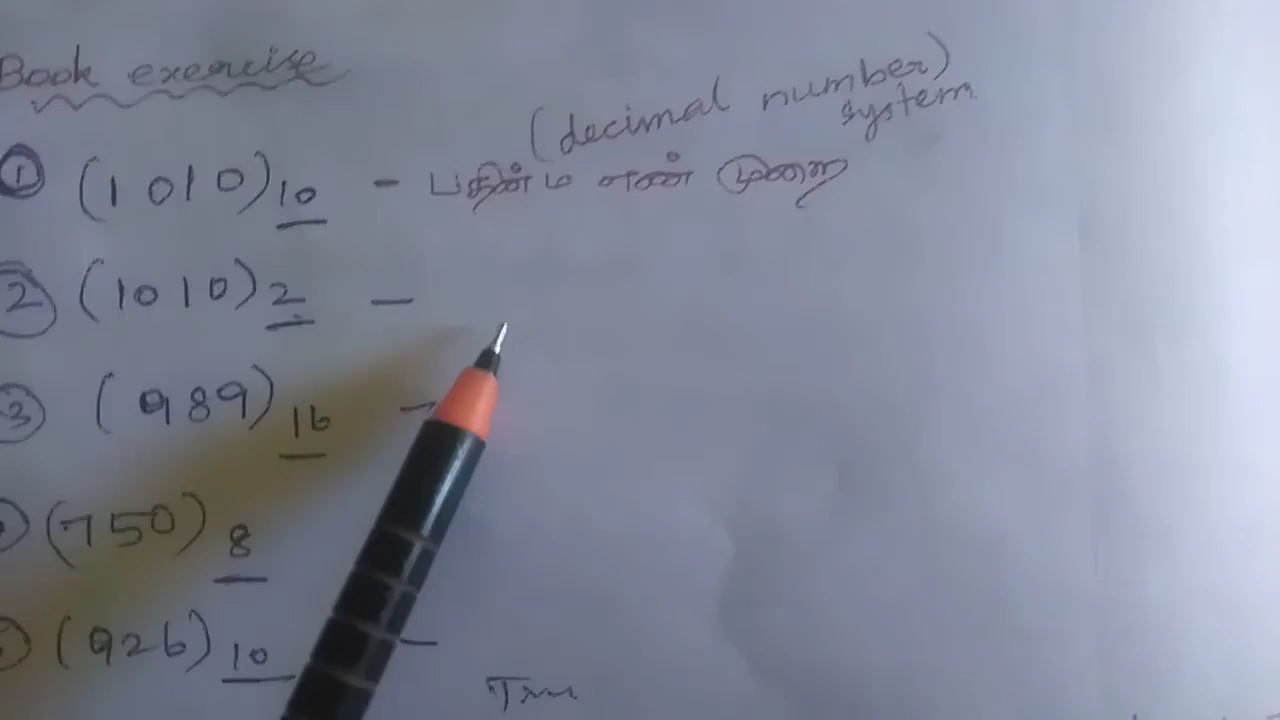 Book exercise
(decimal number)
system
① (1010)10 - பதின்ம எண் முறை
② (1010)2 -
③ (989)16 -
(750)8
(926)10 -